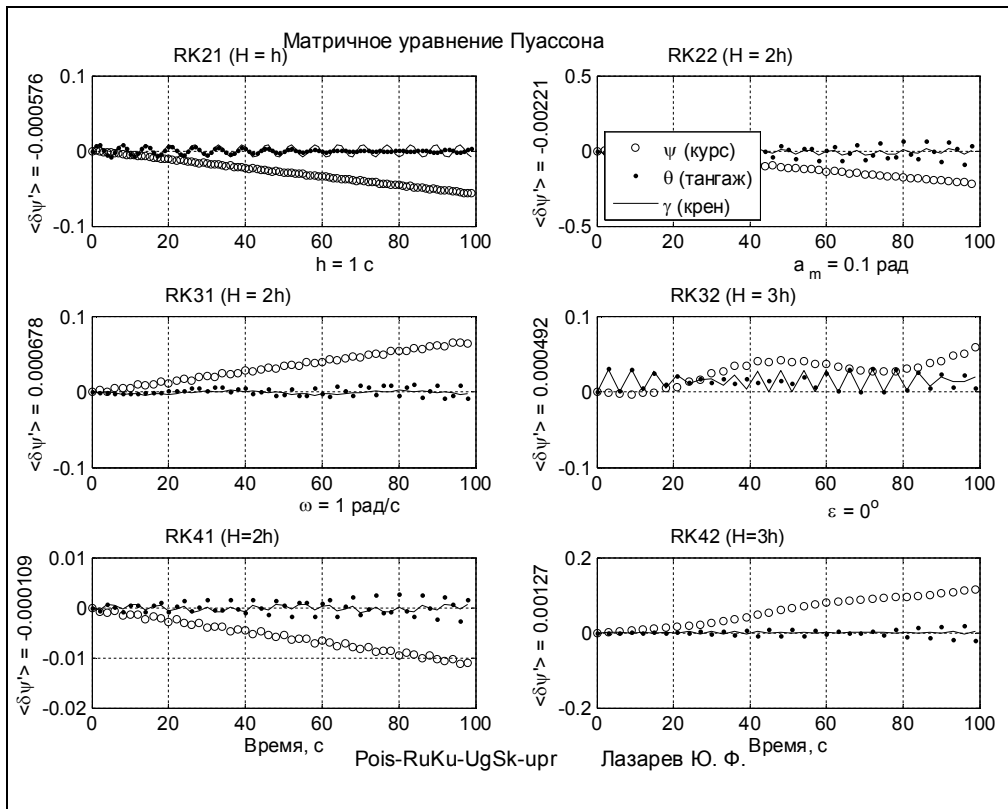 Матричное уравнение Пуассона
RK21 (H = h)
<δψ'> = -0.000576
0.1
0
-0.1
0 20 40 60 80 100
h = 1 c
RK22 (H = 2h)
<δψ'> = -0.00221
0.5
0
-0.5
0 20 40 60 80 100
ψ (курс)
θ (тангаж)
γ (крен)
a m = 0.1 рад
RK31 (H = 2h)
<δψ'> = 0.000678
0.1
0
-0.1
0 20 40 60 80 100
ω = 1 рад/с
RK32 (H = 3h)
<δψ'> = 0.000492
0.1
0
-0.1
0 20 40 60 80 100
ε = 0°
RK41 (H=2h)
<δψ'> = -0.000109
0.01
0
-0.01
-0.02
0 20 40 60 80 100
Время, с
RK42 (H=3h)
<δψ'> = 0.00127
0.2
0
-0.2
0 20 40 60 80 100
Время, с
Pois-RuKu-UgSk-upr Лазарев Ю. Ф.